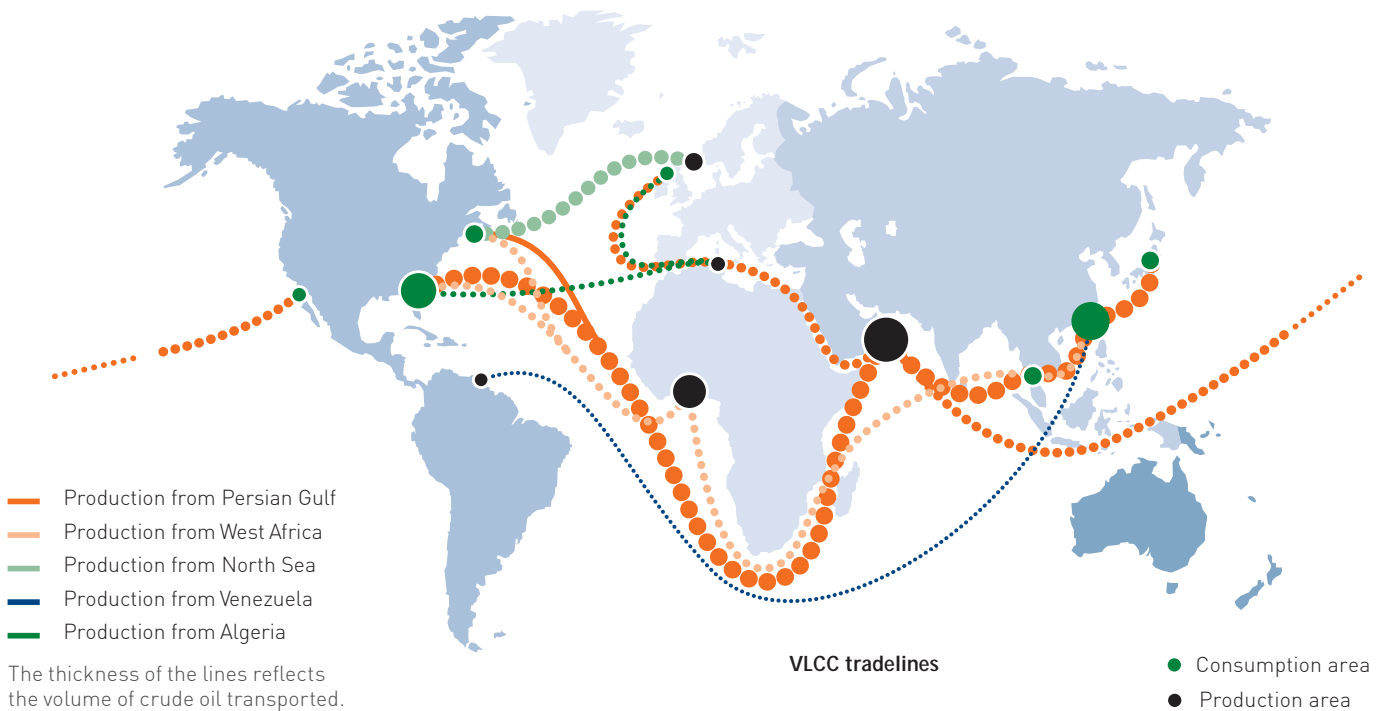 Production from Persian Gulf
Production from West Africa
Production from North Sea
Production from Venezuela
Production from Algeria
The thickness of the lines reflects
the volume of crude oil transported.
VLCC tradelines
Consumption area
Production area